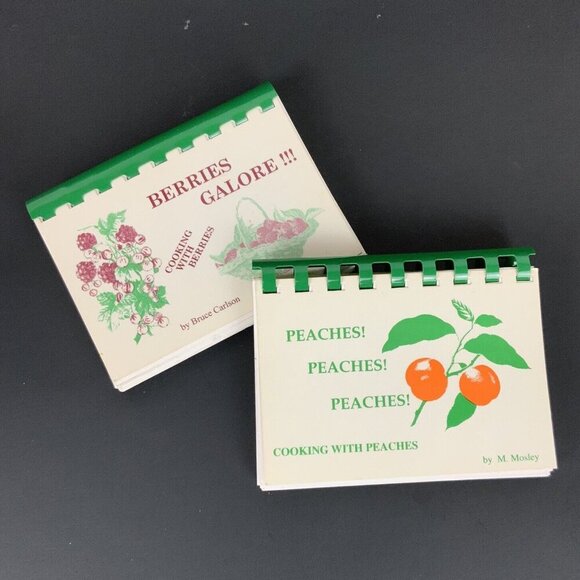 BERRIES
GALORE !!!
COOKING
WITH
BERRIES
by Bruce Carlson
PEACHES!
PEACHES!
PEACHES!
COOKING WITH PEACHES
by M. Mosley